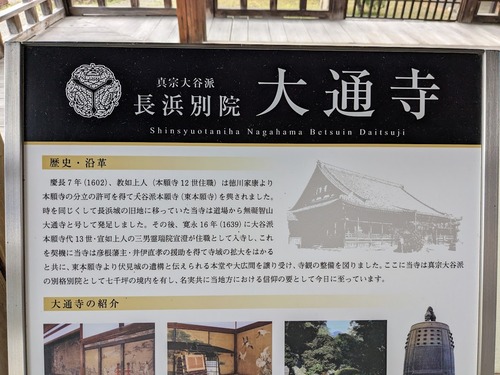 真宗大谷派
長浜別院 大通寺
Shinsyuotaniha Nagahama Betsuin Daitsuji
歴史・沿革
慶長7年(1602)、教如上人(本願寺12世住職)は徳川家康より
本願寺の分立の許可を得て大谷派本願寺(東本願寺)を興されました。
時を同じくして長浜城の旧地に移っていた当寺は道場から無礙智山
大通寺と号して発足しました。その後、寛永16年(1639)に大谷派
本願寺寺代13世・宣如上人の三男霊瑞院宣澄が住職として入寺し、これ
を契機に当寺は彦根藩主・井伊直孝の援助を得て寺域の拡大をはかる
と共に、東本願寺より伏見城の遺構と伝えられる本堂や大広間を譲り受け、寺観の整備を図りました。ここに当寺は真宗大谷派
の別格別院として七千坪の境内を有し、名実共に当地方における信仰の要として今日に至っています。
大通寺の紹介